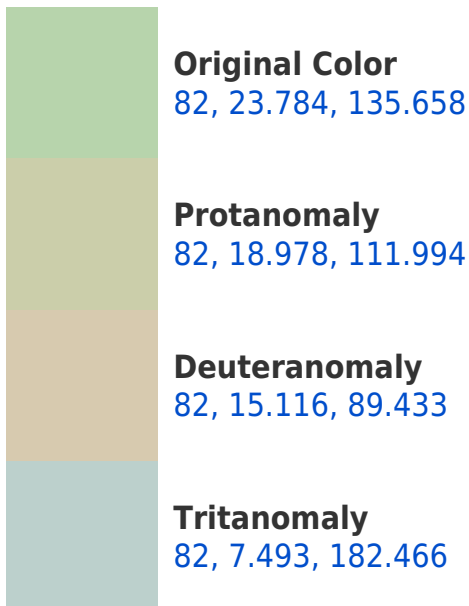 Original Color
82, 23.784, 135.658
Protanomaly
82, 18.978, 111.994
Deuteranomaly
82, 15.116, 89.433
Tritanomaly
82, 7.493, 182.466